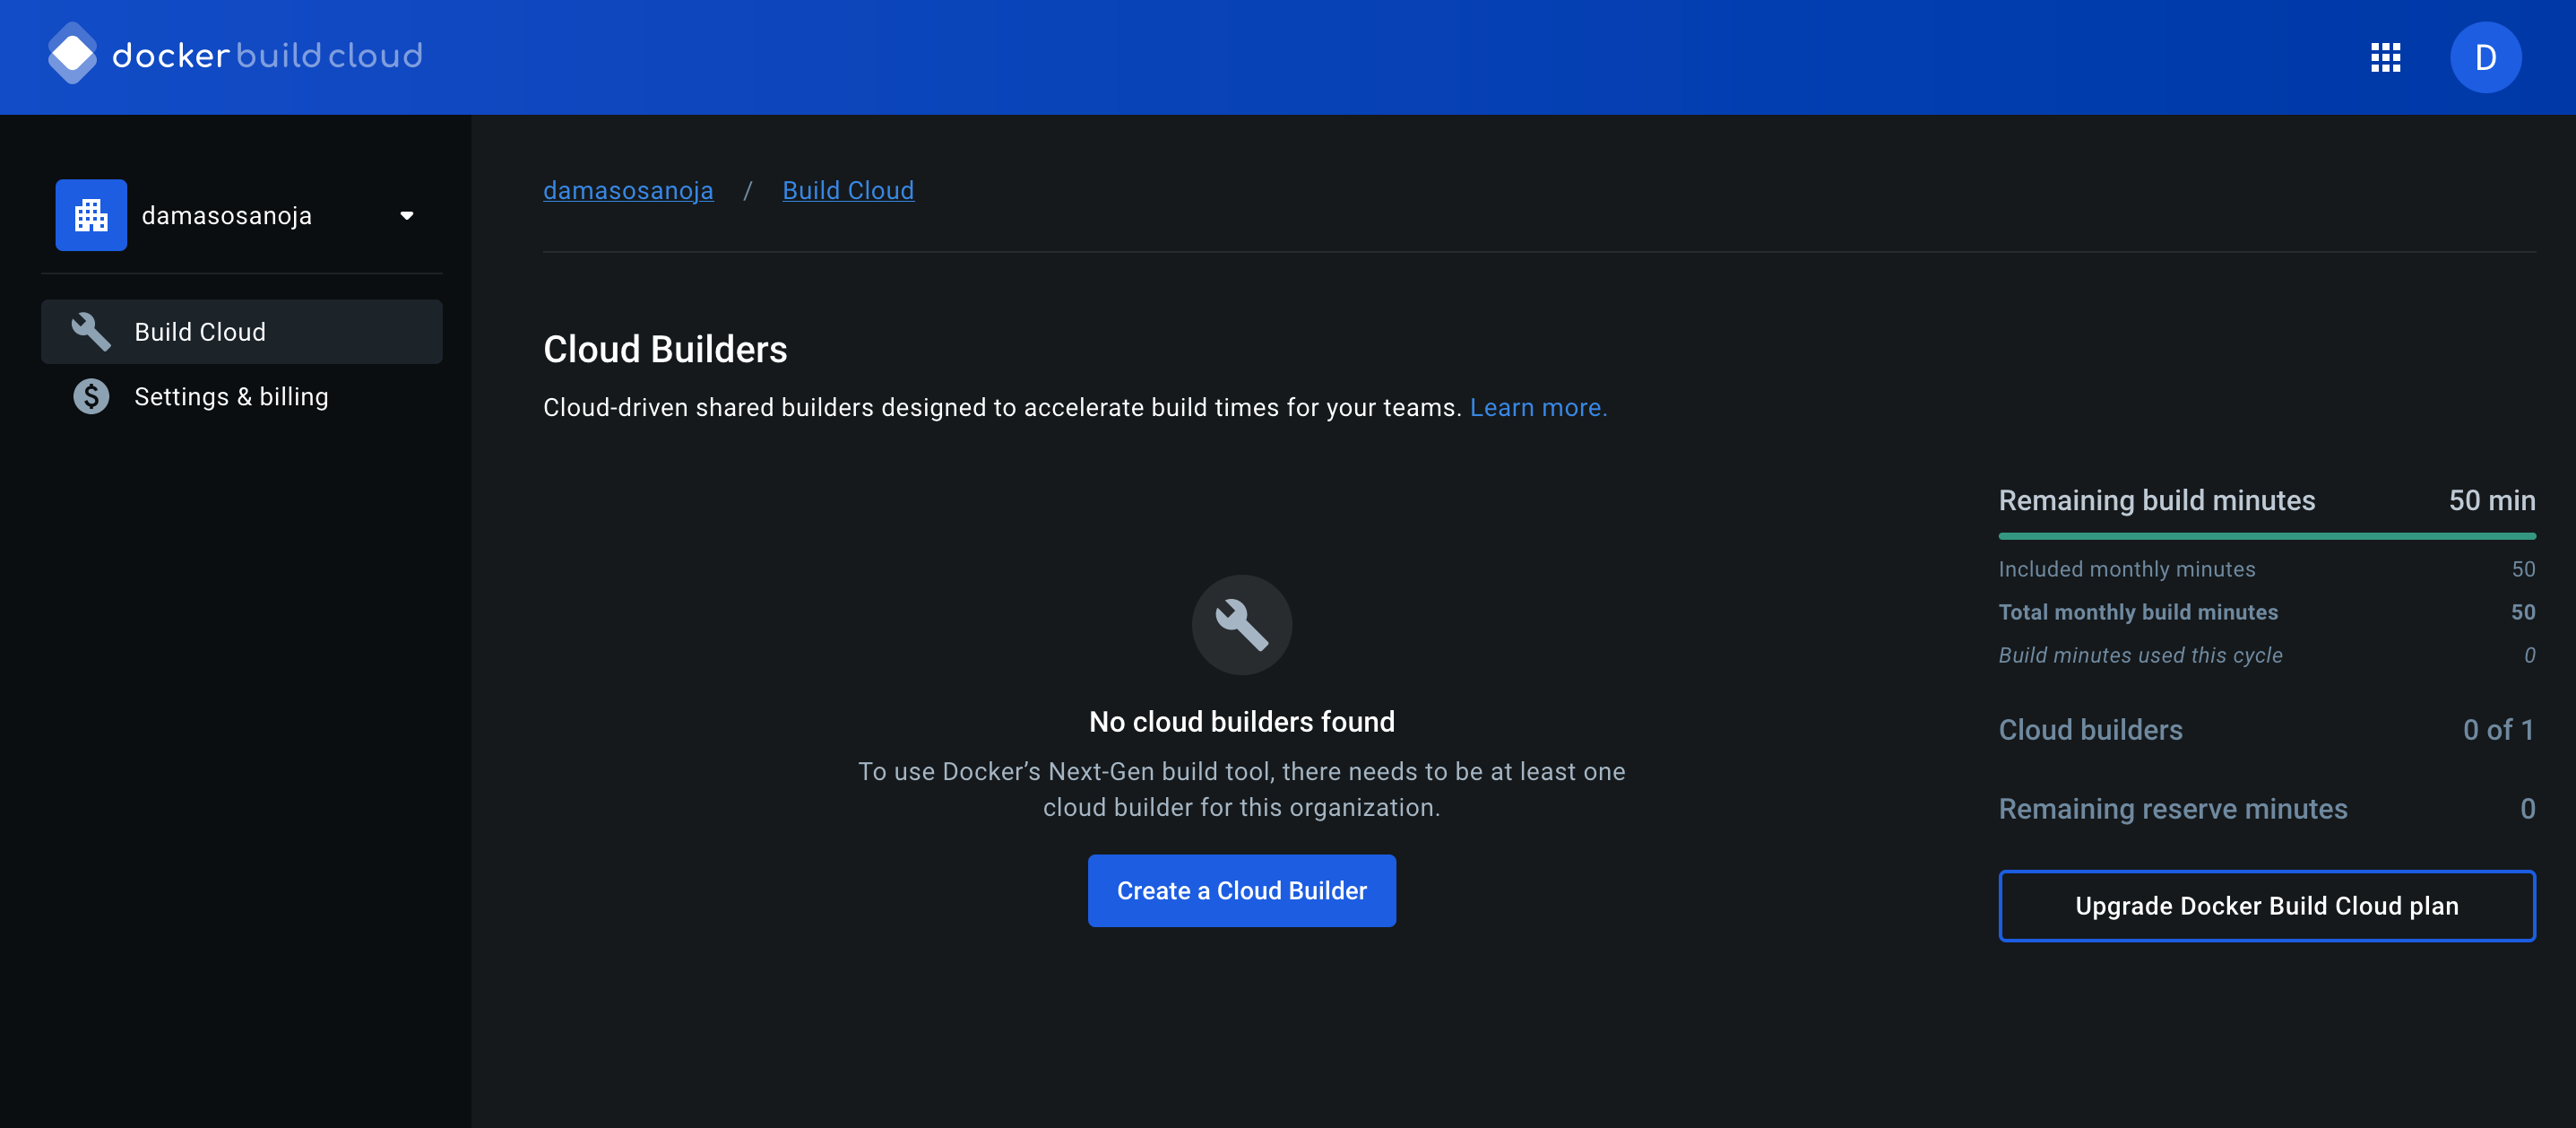 docker build cloud
D
damasosanoja
Build Cloud
Settings & billing
damasosanoja / Build Cloud
Cloud Builders
Cloud-driven shared builders designed to accelerate build times for your teams. Learn more.
No cloud builders found
To use Docker’s Next-Gen build tool, there needs to be at least one
cloud builder for this organization.
Create a Cloud Builder
Remaining build minutes 50 min
Included monthly minutes 50
Total monthly build minutes 50
Build minutes used this cycle 0
Cloud builders 0 of 1
Remaining reserve minutes 0
Upgrade Docker Build Cloud plan